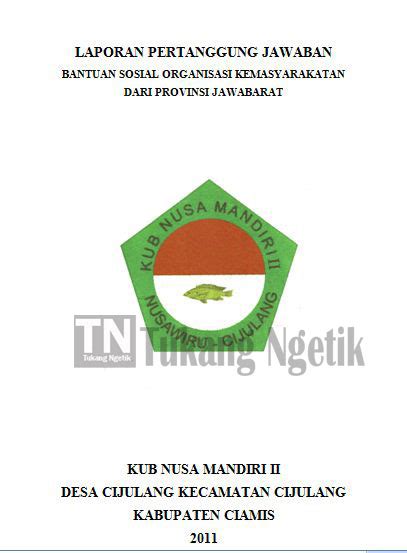 LAPORAN PERTANGGUNG JAWABAN
BANTUAN SOSIAL ORGANISASI KEMASYARAKATAN
DARI PROVINSI JAWABARAT
KUB NUSA MANDIRI II
NUSAWIRU - CIJULANG
TN Tukang Ngetik
Tukang Ngetik
KUB NUSA MANDIRI II
DESA CIJULANG KECAMATAN CIJULANG
KABUPATEN CIAMIS
2011